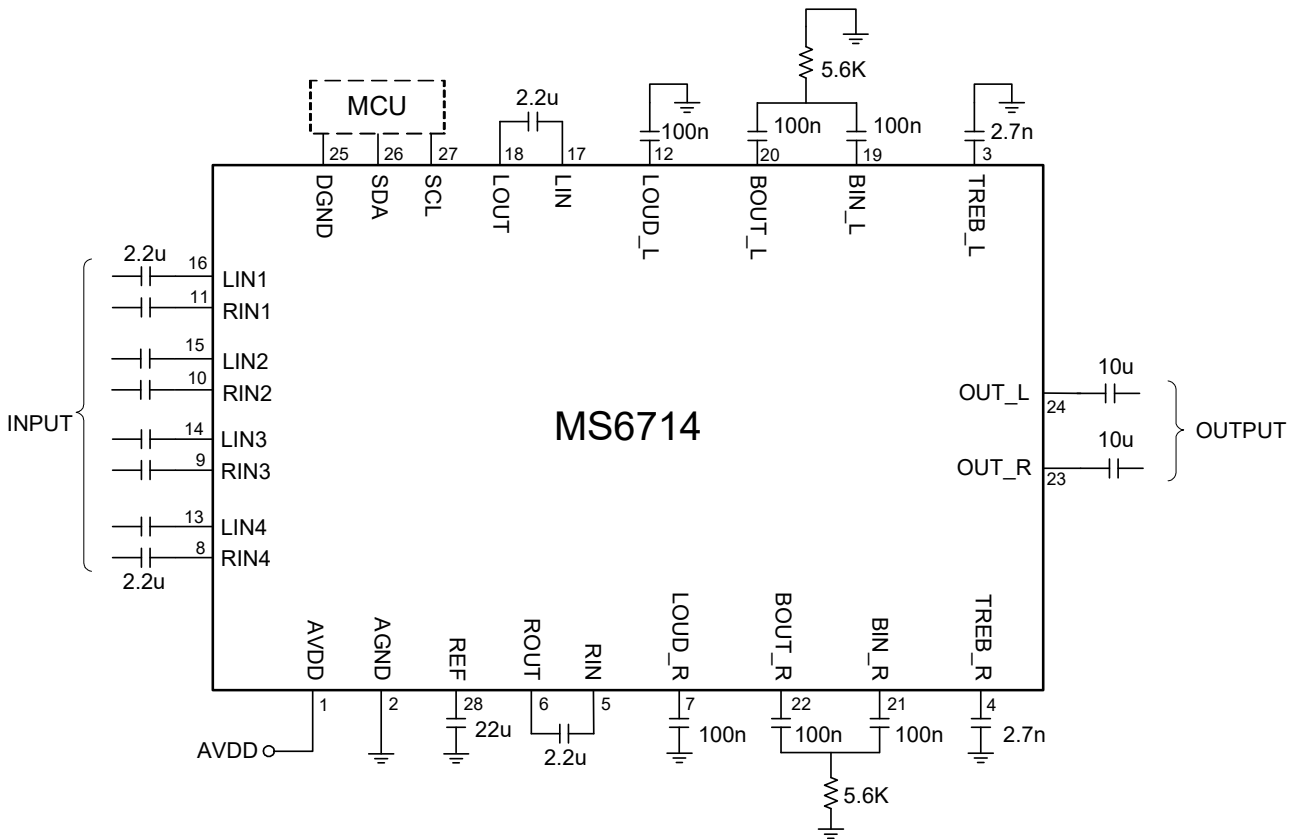 5.6K
MCU
2.2u
100n
100n
100n
2.7n
25
26
27
18
17
12
20
19
3
DGND
SDA
SCL
LOUT
LIN
LOUD_L
BOUT_L
BIN_L
TREB_L
2.2u
16
LIN1
11
RIN1
15
LIN2
10
RIN2
14
LIN3
9
RIN3
13
LIN4
8
RIN4
2.2u
INPUT
MS6714
OUT_L
24
10u
OUT_R
23
10u
OUTPUT
AVDD
AGND
REF
ROUT
RIN
LOUD_R
BOUT_R
BIN_R
TREB_R
1
2
28
6
5
7
22
21
4
AVDD
22u
2.2u
100n
100n
100n
2.7n
5.6K